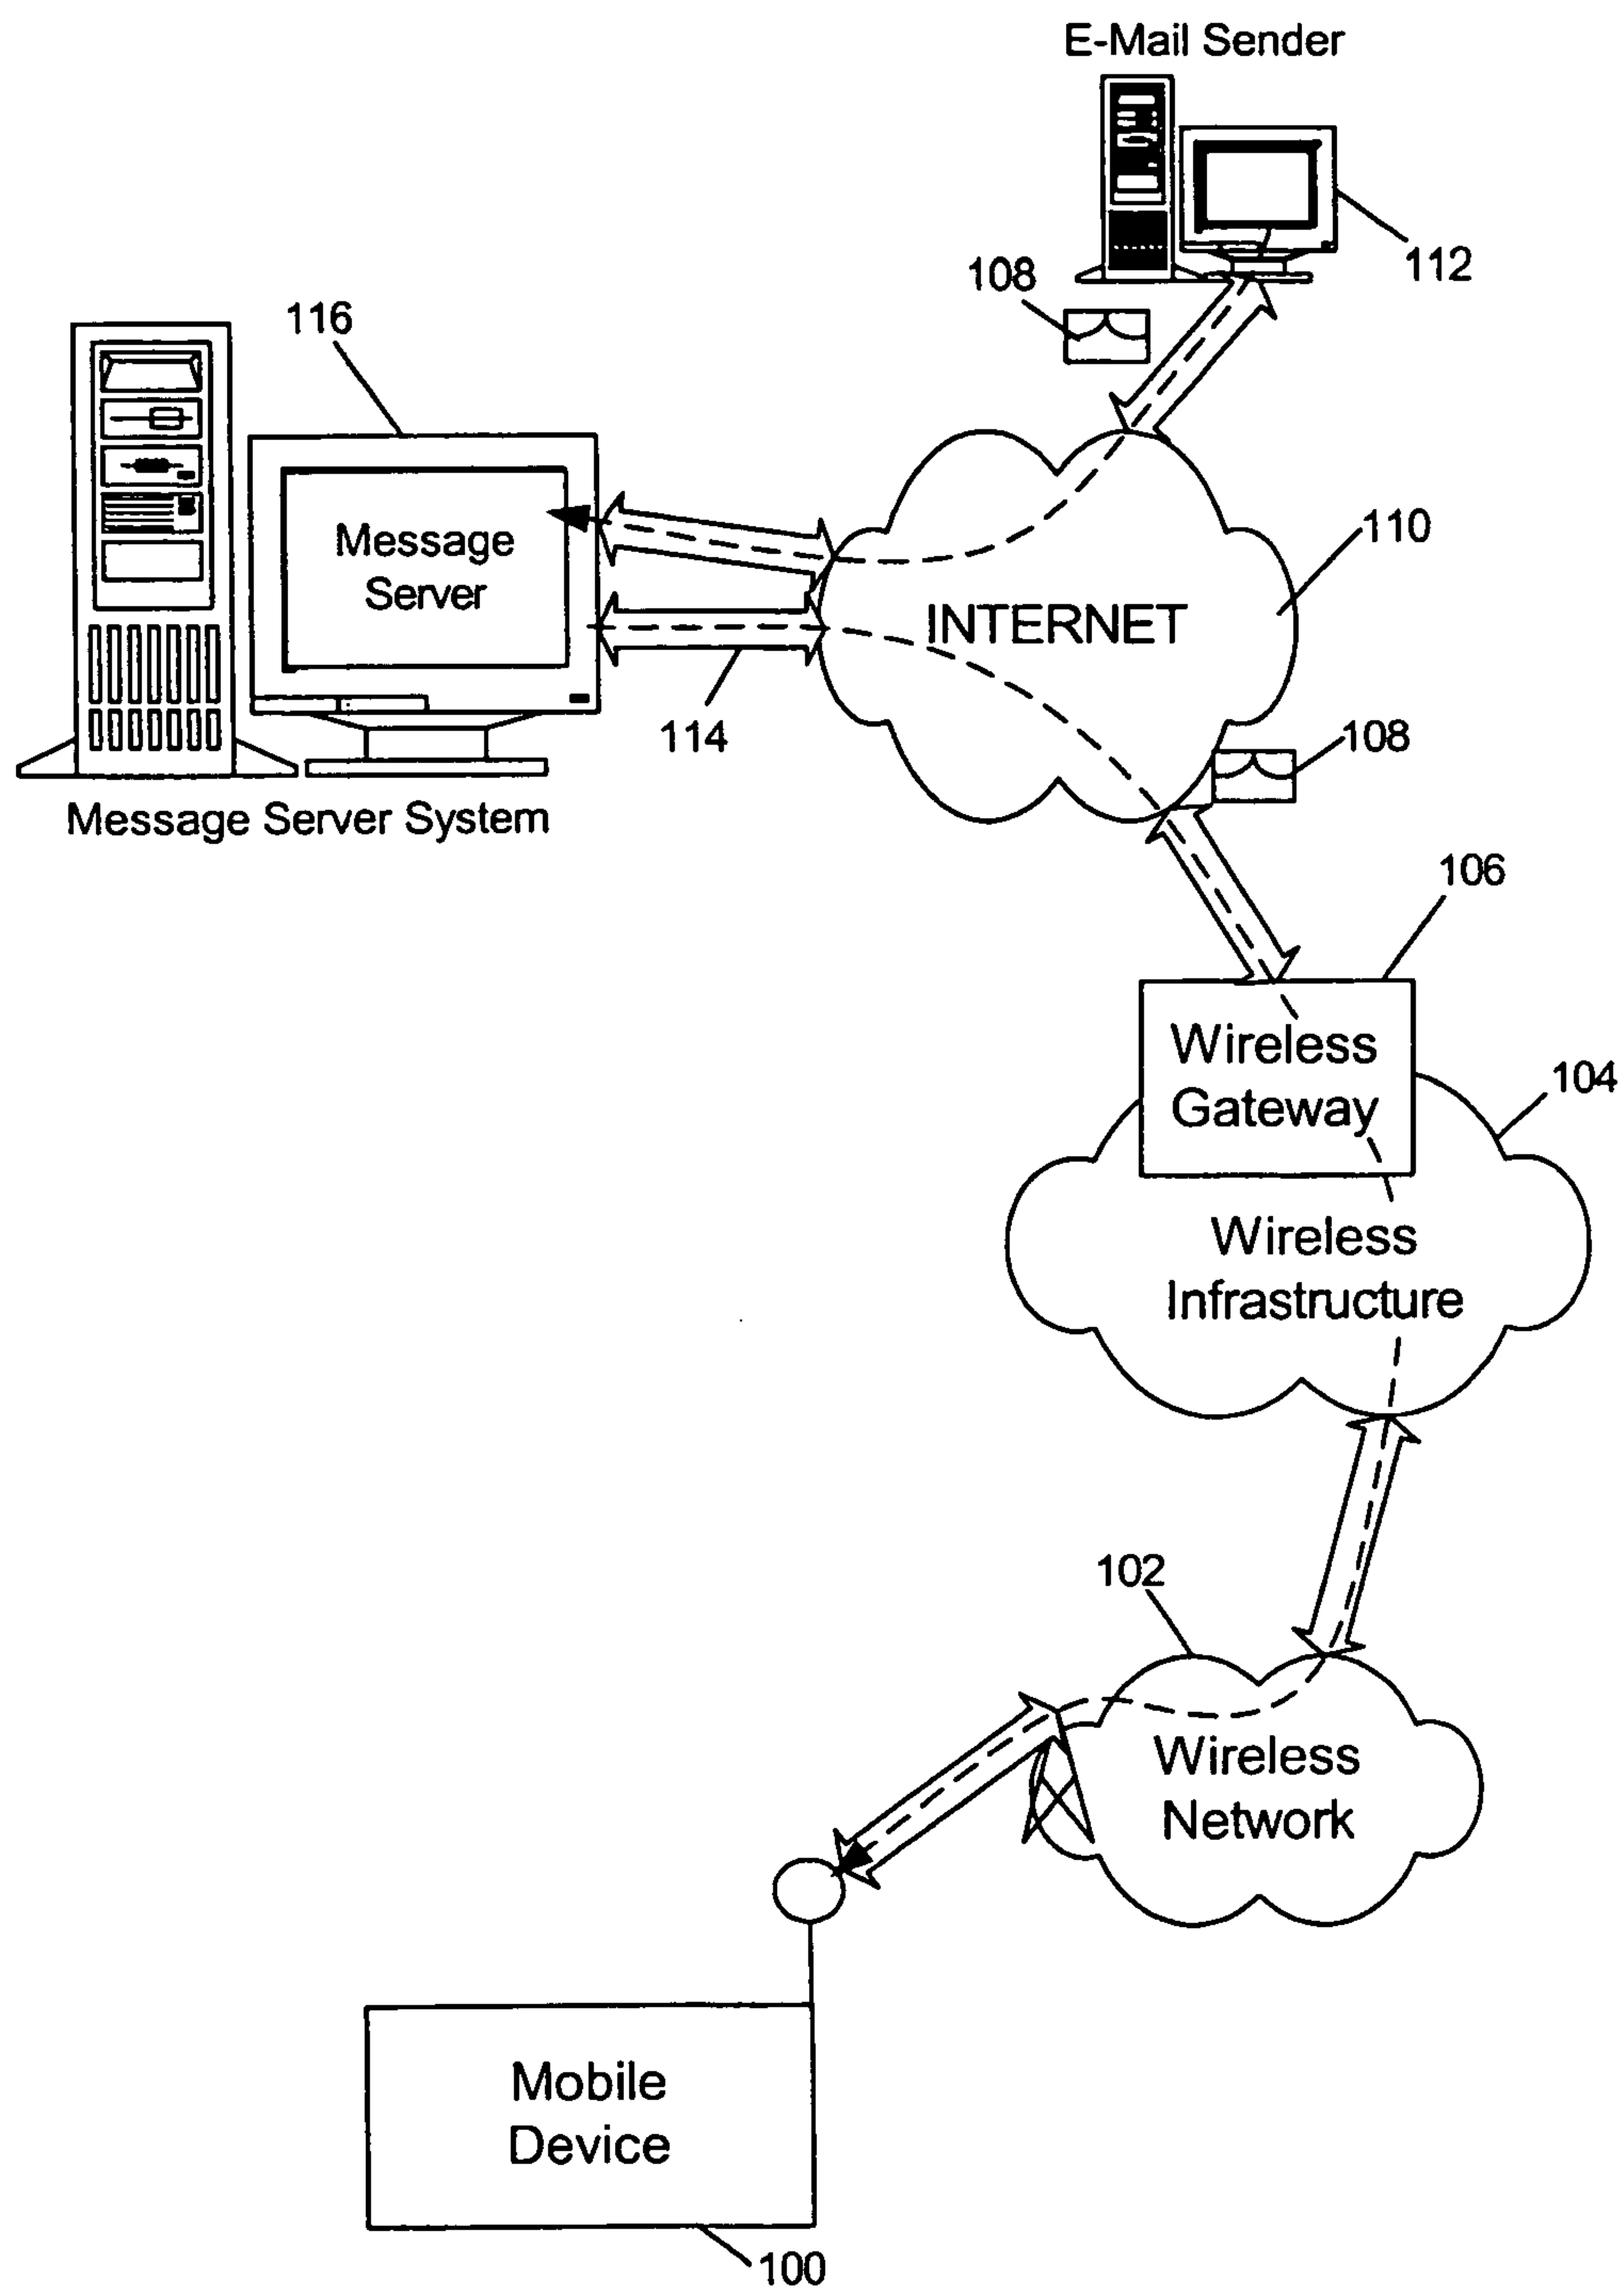 E-Mail Sender
112
108
116
Message
Server
110
INTERNET
114
108
Message Server System
106
Wireless
Gateway
104
Wireless
Infrastructure
102
Wireless
Network
Mobile
Device
100